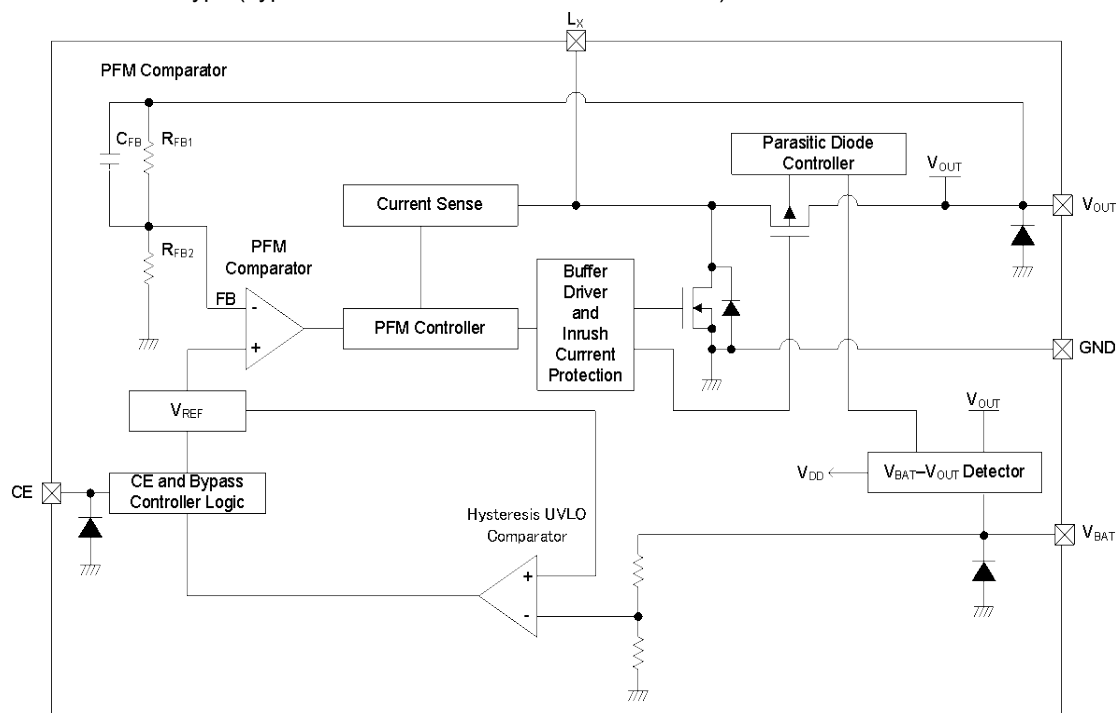 LX
PFM Comparator
CFB
RFB1
Parasitic Diode
Controller
VOUT
Current Sense
VOUT
RFB2
PFM
Comparator
Buffer
Driver
and
Inrush
Current
Protection
FB
-
PFM Controller
+
GND
VREF
VOUT
CE and Bypass
Controller Logic
VDD
VBAT–VOUT Detector
CE
Hysteresis UVLO
Comparator
VBAT
+
-